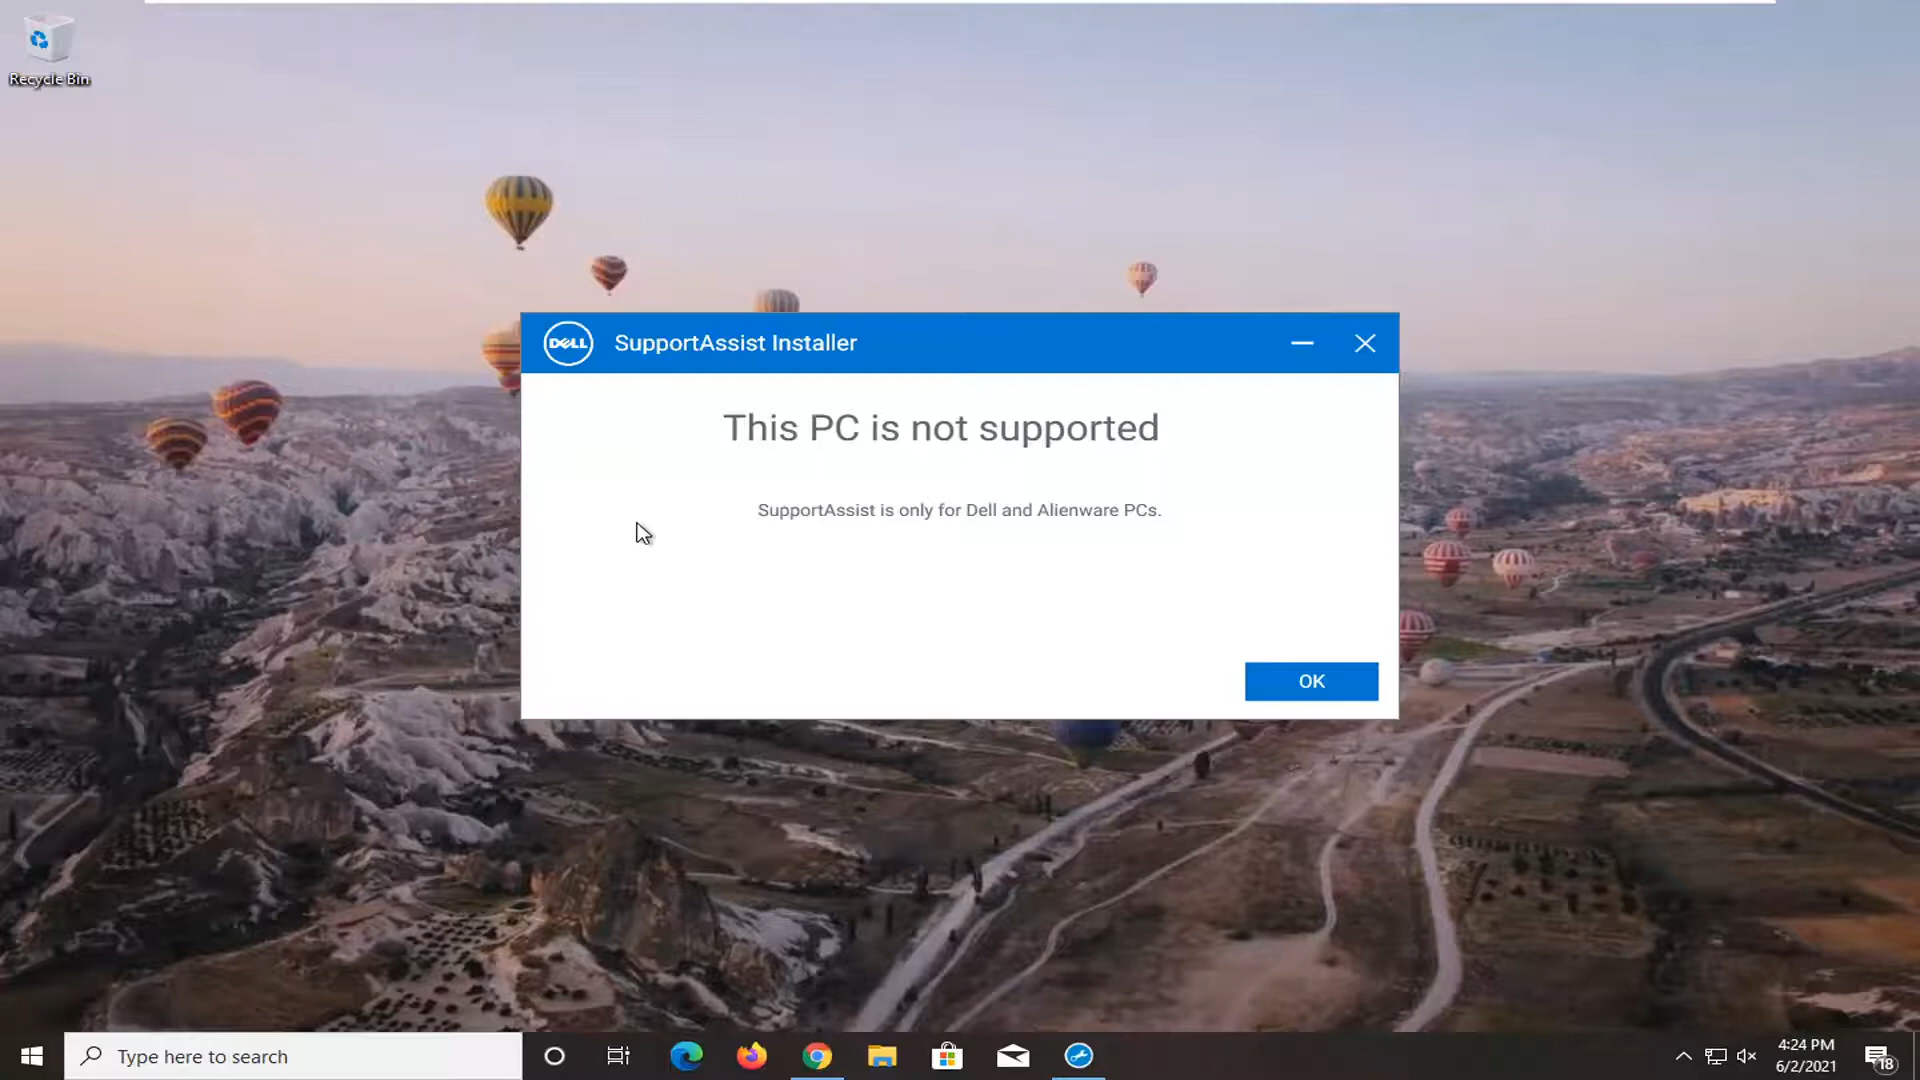 Recycle Bin
DELL
SupportAssist Installer
This PC is not supported
SupportAssist is only for Dell and Alienware PCs.
OK
Type here to search
4:24 PM
6/2/2021
18